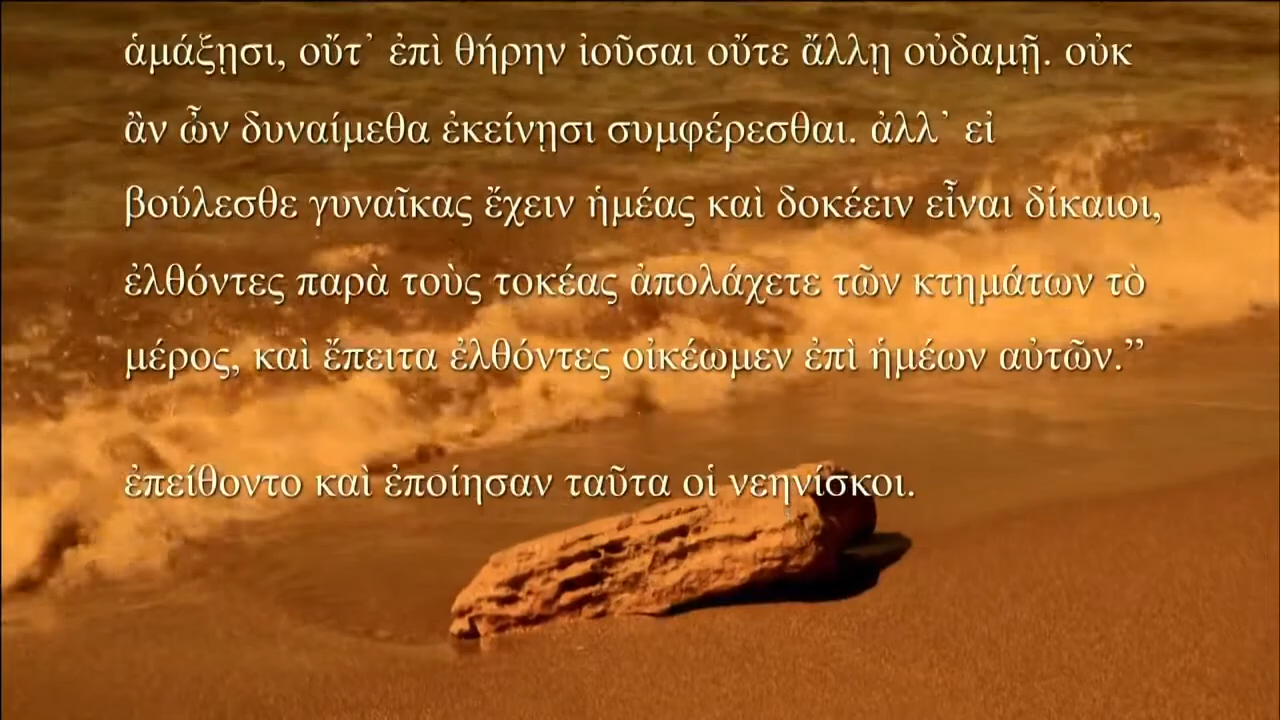 ἁμάξῃσι, οὔτ᾽ ἐπὶ θήρην ἰοῦσαι οὔτε ἄλλῃ οὐδαμῇ. οὐκ
ἂν ὦν δυναίμεθα ἐκείνῃσι συμφέρεσθαι. ἀλλ᾽ εἰ
βούλεσθε γυναῖκας ἔχειν ἡμέας καὶ δοκέειν εἶναι δίκαιοι,
ἐλθόντες παρὰ τοὺς τοκέας ἀπολάχετε τῶν κτημάτων τὸ
μέρος, καὶ ἔπειτα ἐλθόντες οἰκέωμεν ἐπὶ ἡμέων αὐτῶν.”
ἐπείθοντο καὶ ἐποίησαν ταῦτα οἱ νεηνίσκοι.